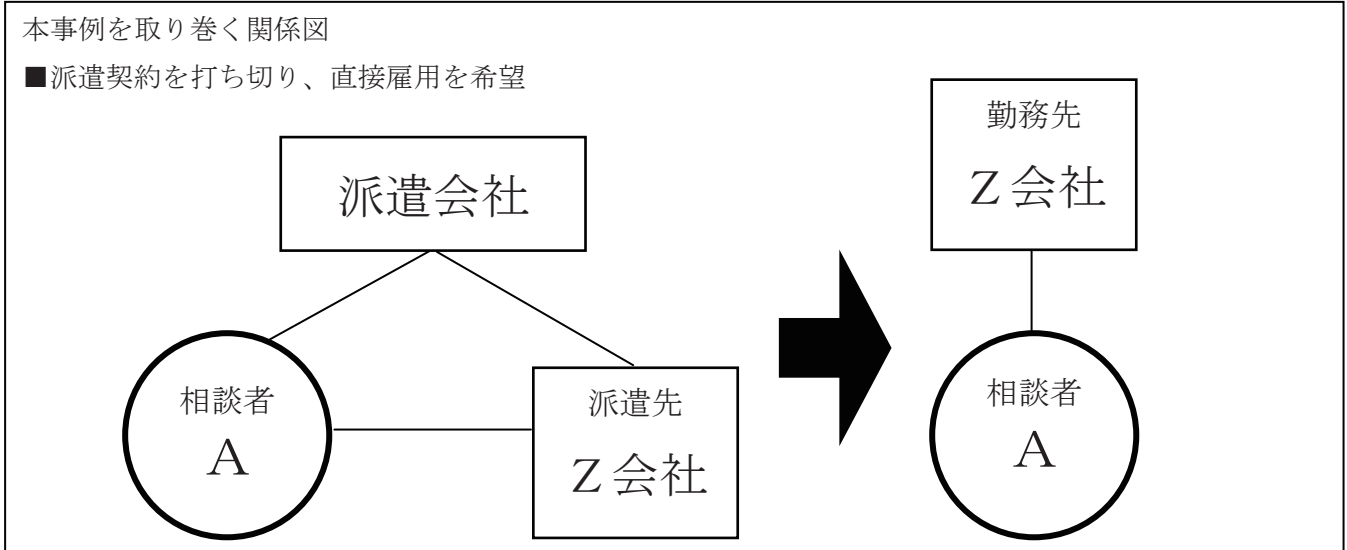 本事例を取り巻く関係図
■派遣契約を打ち切り、直接雇用を希望
派遣会社
相談者
A
派遣先
Z会社
勤務先
Z会社
相談者
A